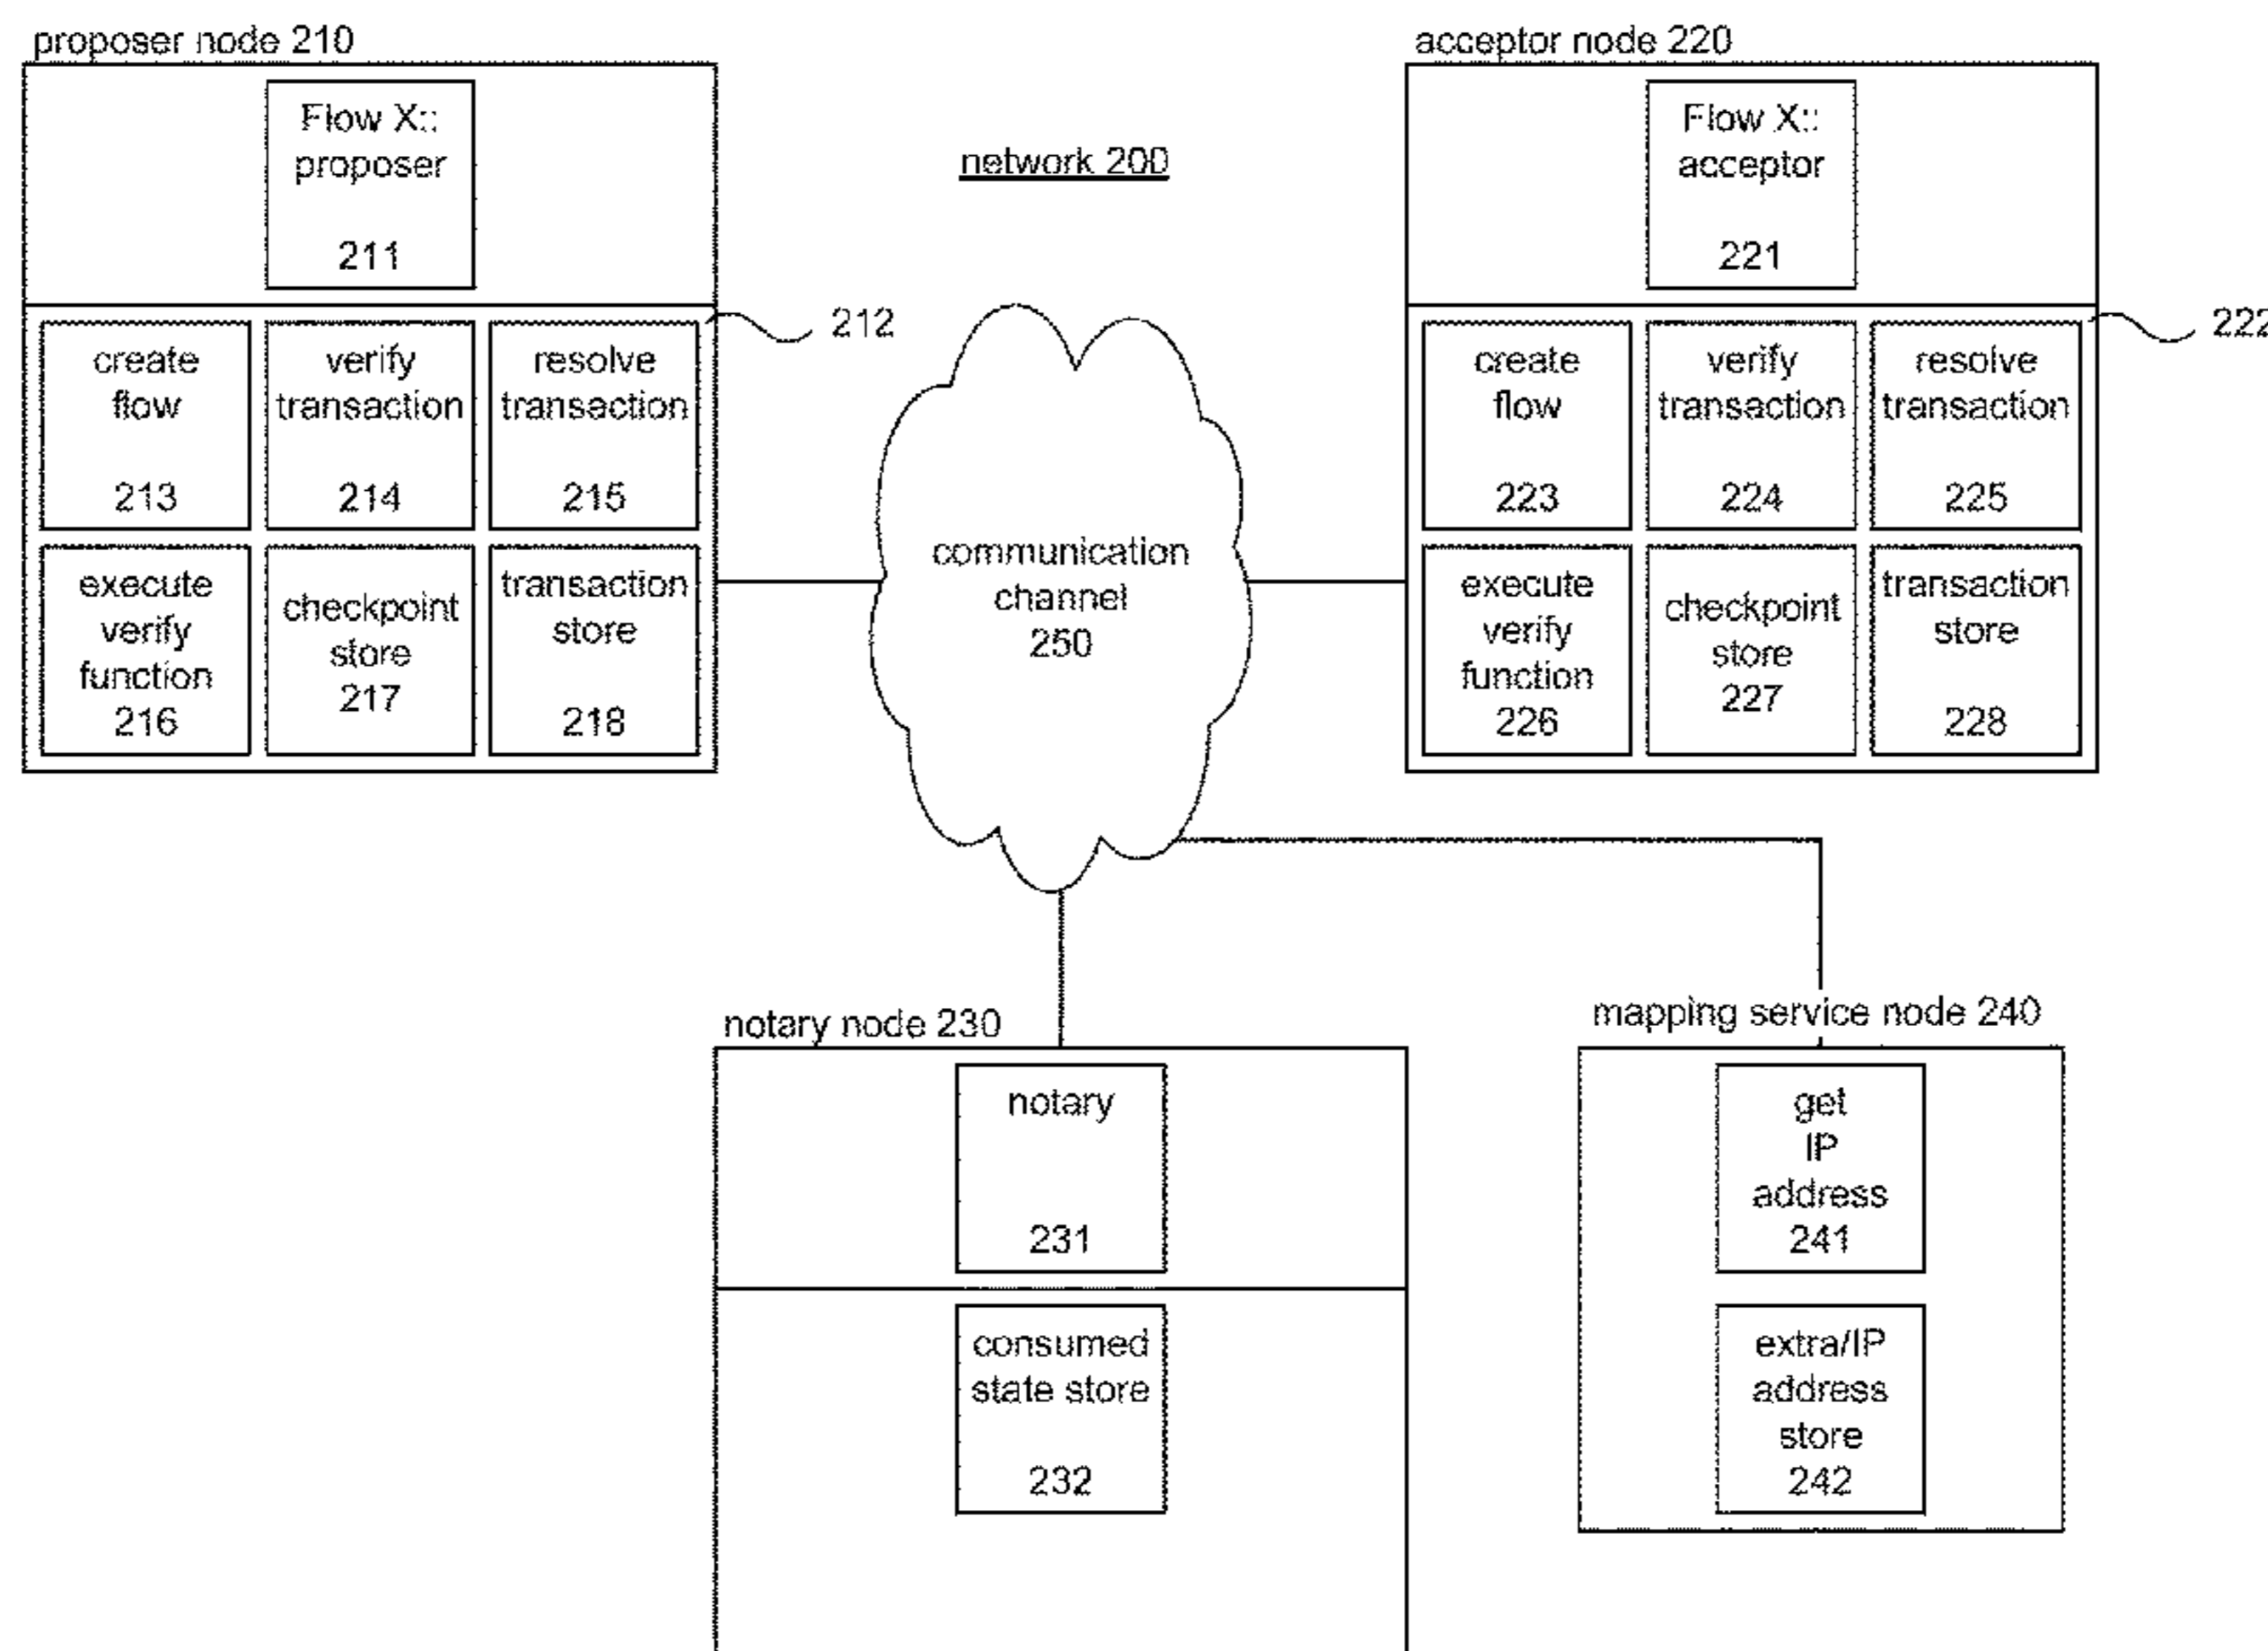 proposer node 210
Flow X::
proposer
211
212
create
flow
213
verify
transaction
214
resolve
transaction
215
execute
verify
function
216
checkpoint
store
217
transaction
store
218
network 200
communication
channel
250
acceptor node 220
Flow X::
acceptor
221
222
create
flow
223
verify
transaction
224
resolve
transaction
225
execute
verify
function
226
checkpoint
store
227
transaction
store
228
notary node 230
notary
231
consumed
state store
232
mapping service node 240
get
IP
address
241
extra/IP
address
store
242